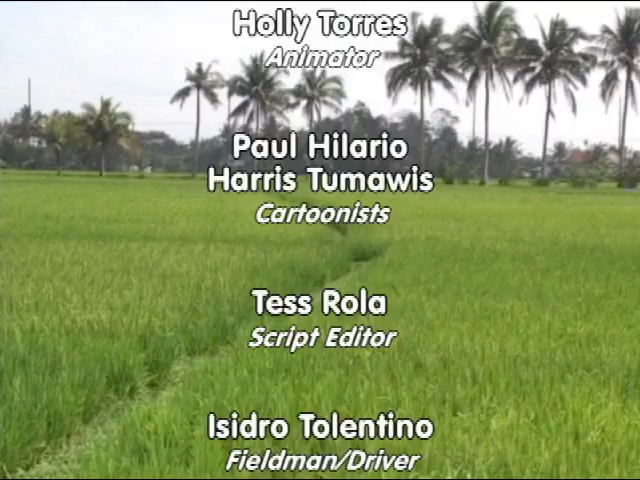 Holly Torres
Animator
Paul Hilario
Harris Tumawis
Cartoonists
Tess Rola
Script Editor
Isidro Tolentino
Fieldman/Driver